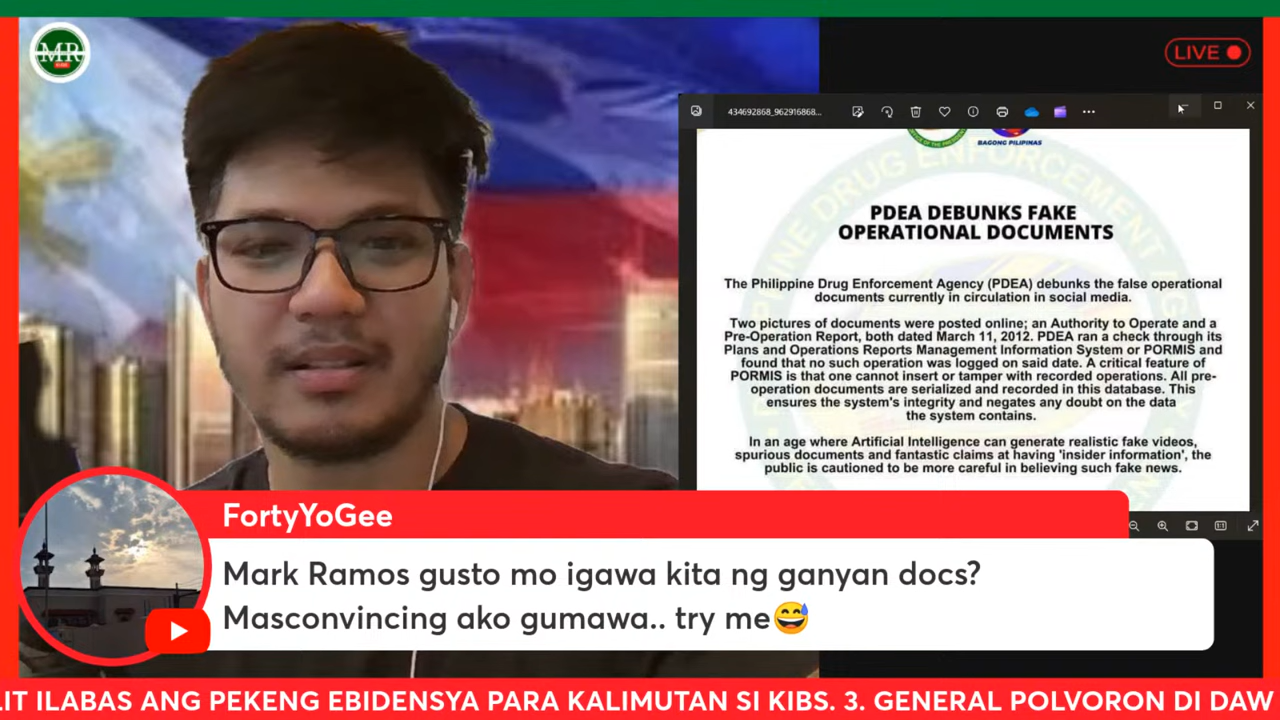 MR
LIVE
434692868_962916868...
BAGONG PILIPINAS
PHILIPPINE DRUG ENFORCEMENT
PDEA DEBUNKS FAKE
OPERATIONAL DOCUMENTS
The Philippine Drug Enforcement Agency (PDEA) debunks the false operational
documents currently in circulation in social media.
Two pictures of documents were posted online; an Authority to Operate and a
Pre-Operation Report, both dated March 11, 2012. PDEA ran a check through its
Plans and Operations Reports Management Information System or PORMIS and
found that no such operation was logged on said date. A critical feature of
PORMIS is that one cannot insert or tamper with recorded operations. All pre-
operation documents are serialized and recorded in this database. This
ensures the system's integrity and negates any doubt on the data
the system contains.
In an age where Artificial Intelligence can generate realistic fake videos,
spurious documents and fantastic claims at having 'insider information', the
public is cautioned to be more careful in believing such fake news.
FortyYoGee
Mark Ramos gusto mo igawa kita ng ganyan docs?
Masconvincing ako gumawa.. try me😅
LIT ILABAS ANG PEKENG EBIDENSYA PARA KALIMUTAN SI KIBS. 3. GENERAL POLVORON DI DAW